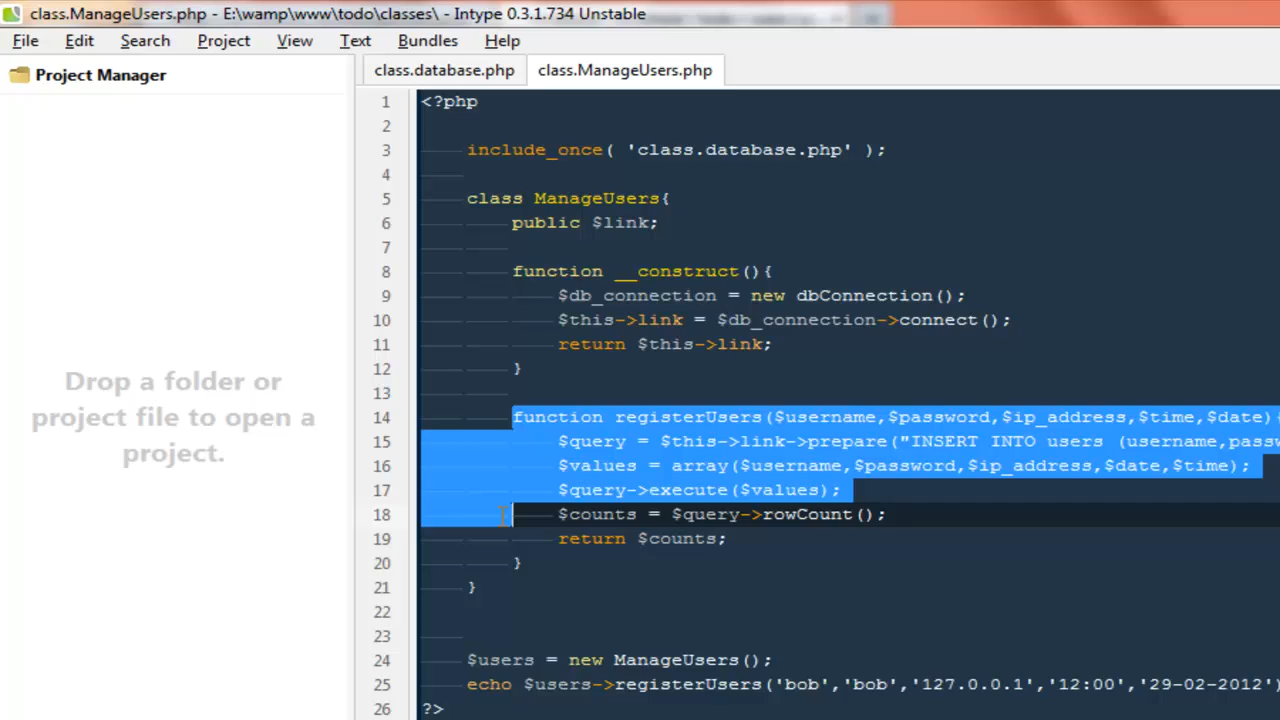 class.ManageUsers.php - E:\wamp\www\todo\classes\ - Intype 0.3.1.734 Unstable
File Edit Search Project View Text Bundles Help
Project Manager
class.database.php class.ManageUsers.php
Drop a folder or
project file to open a
project.
1 <?php
2
3 include_once( 'class.database.php' );
4
5 class ManageUsers{
6 public $link;
7
8 function __construct(){
9 $db_connection = new dbConnection();
10 $this->link = $db_connection->connect();
11 return $this->link;
12 }
13
14 function registerUsers($username,$password,$ip_address,$time,$date){
15 $query = $this->link->prepare("INSERT INTO users (username,passw
16 $values = array($username,$password,$ip_address,$date,$time);
17 $query->execute($values);
18 $counts = $query->rowCount();
19 return $counts;
20 }
21 }
22
23
24 $users = new ManageUsers();
25 echo $users->registerUsers('bob','bob','127.0.0.1','12:00','29-02-2012')
26 ?>